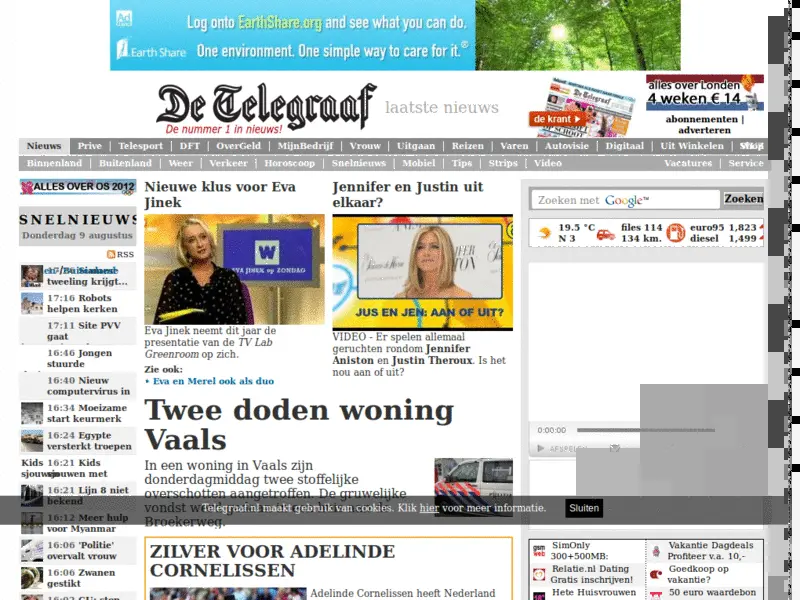 Ad
Log onto EarthShare.org and see what you can do.
Earth Share
One environment. One simple way to care for it.®
De Telegraaf
De nummer 1 in nieuws!
laatste nieuws
de krant
alles over Londen
4 weken € 14
abonnementen |
adverteren
Nieuws Prive | Telesport | DFT | OverGeld | MijnBedrijf | Vrouw | Uitgaan | Reizen | Varen | Autovisie | Digitaal | Uit Winkelen |
Binnenland | Buitenland | Weer | Verkeer | Horoscoop | Snelnieuws | Mobiel | Tips | Strips | Video Vacatures | Service
ALLES OVER OS 2012
SNELNIEUWS
Donderdag 9 augustus
RSS
tweeling krijgt...
17:16 Robots
helpen kerken
17:11 Site PVV
gaat
16:46 Jongen
stuurde
16:40 Nieuw
computervirus in
16:34 Moeizame
start keurmerk
16:24 Egypte
versterkt troepen
16:21 Kids
sjouwen met
16:21 Lijn 8 niet
bekend
16:12 Meer hulp
voor Myanmar
16:06 'Politie'
overvalt vrouw
16:06 Zwanen
gestikt
Nieuwe klus voor Eva
Jinek
W
EVA JINEK op ZONDAG
Eva Jinek neemt dit jaar de
presentatie van de TV Lab
Greenroom op zich.
Zie ook:
• Eva en Merel ook als duo
Jennifer en Justin uit
elkaar?
JUS EN JEN: AAN OF UIT?
VIDEO - Er spelen allemaal
geruchten rondom Jennifer
Aniston en Justin Theroux. Is het
nou aan of uit?
Twee doden woning
Vaals
In een woning in Vaals zijn
donderdagmiddag twee stoffelijke
overschotten aangetroffen. De gruwelijke
vondst
Broekerweg.
Telegraaf.nl maakt gebruik van cookies. Klik hier voor meer informatie.
Sluiten
ZILVER VOOR ADELINDE
CORNELISSEN
Adelinde Cornelissen heeft Nederland
Zoeken met Google™
Zoeken
19.5 °C
N 3
files 114
134 km.
euro95 1,823
diesel 1,499
0:00:00
SimOnly
300+500MB:
Relatie.nl Dating
Gratis inschrijven!
Hete Huisvrouwen
Vakantie Dagdeals
Profiteer v.a. 10,-
Goedkoop op
vakantie?
50 euro waardebon